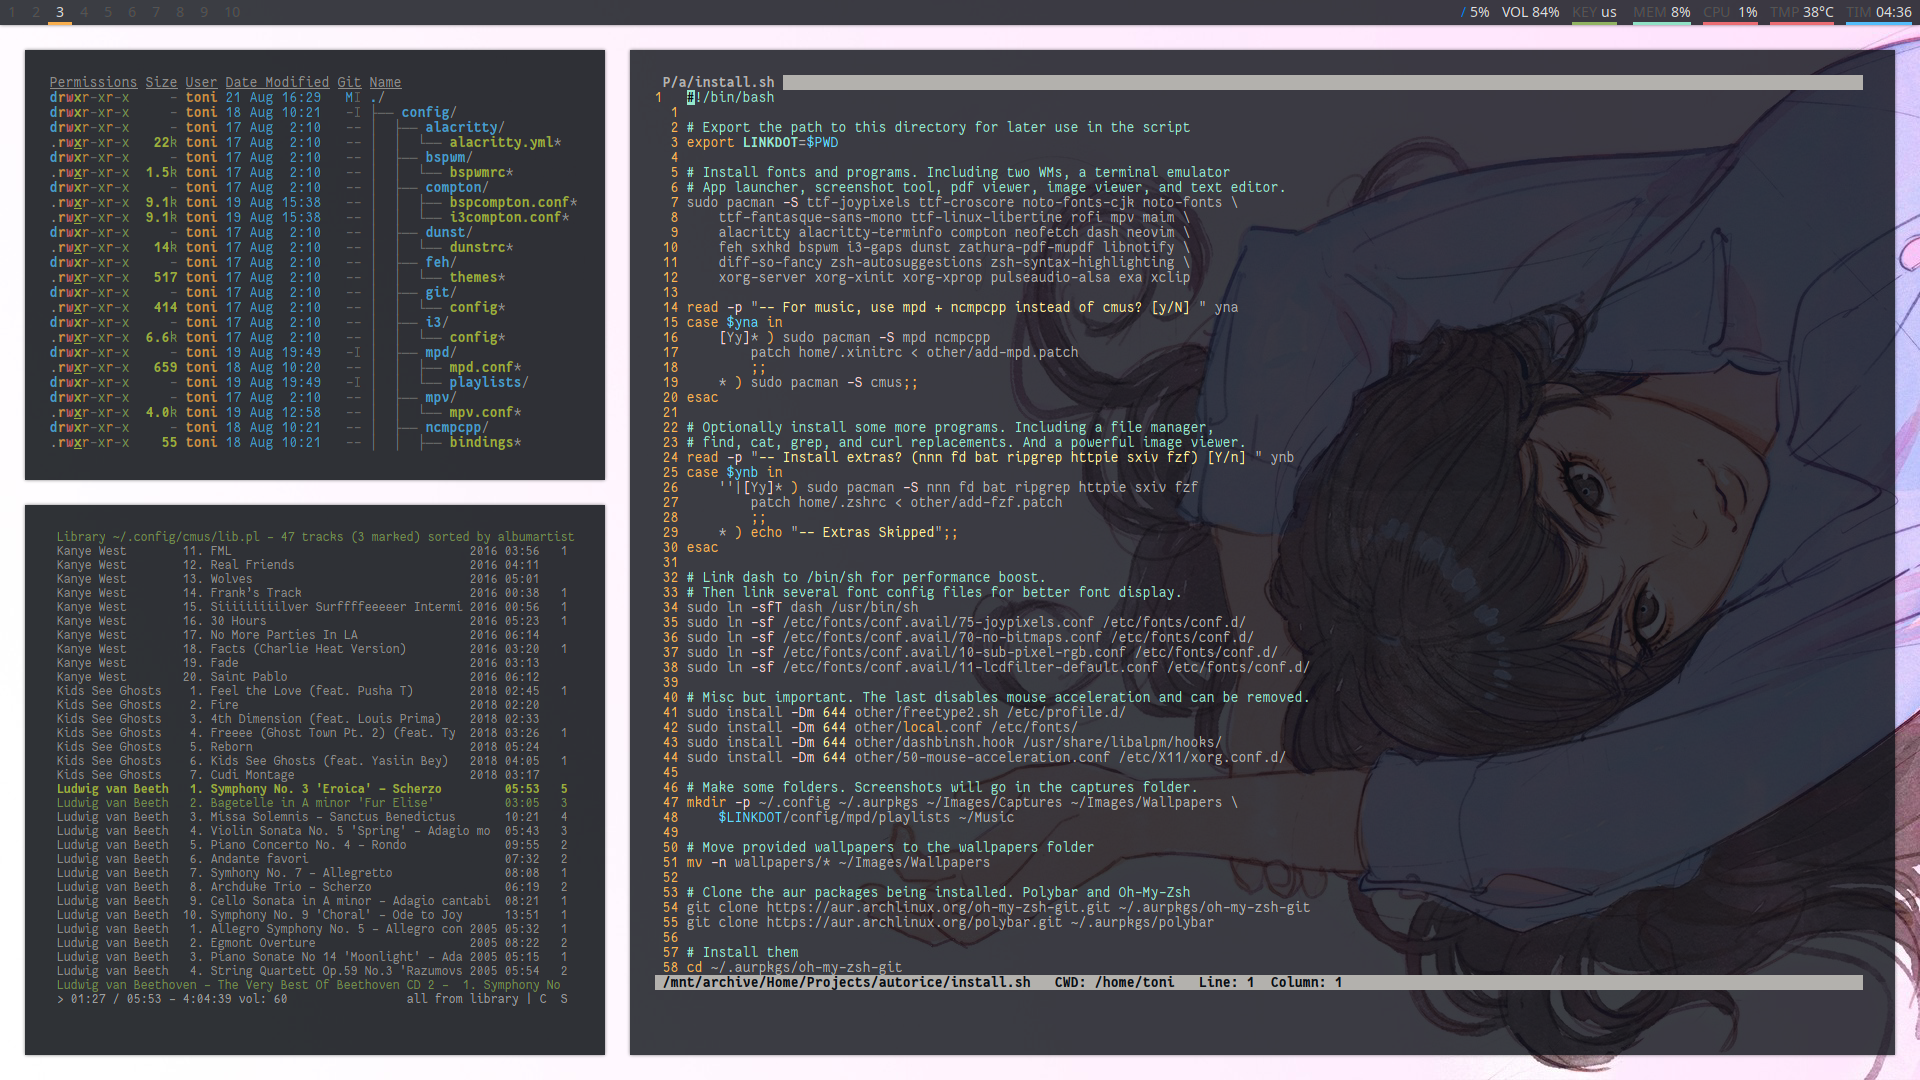 1 2 3 4 5 6 7 8 9 10 / 5% VOL 84% KEY us MEM 8% CPU 1% TMP 38°C TIM 04:36
Permissions Size User Date Modified Git Name
drwxr-xr-x - toni 21 Aug 16:29 MI ./
drwxr-xr-x - toni 18 Aug 10:21 -I ├── config/
drwxr-xr-x - toni 17 Aug 2:10 -- │ ├── alacritty/
.rwxr-xr-x 22k toni 17 Aug 2:10 -- │ │ └── alacritty.yml*
drwxr-xr-x - toni 17 Aug 2:10 -- │ ├── bspwm/
.rwxr-xr-x 1.5k toni 17 Aug 2:10 -- │ │ └── bspwmrc*
drwxr-xr-x - toni 17 Aug 2:10 -- │ ├── compton/
.rwxr-xr-x 9.1k toni 19 Aug 15:38 -- │ │ ├── bspcompton.conf*
.rwxr-xr-x 9.1k toni 19 Aug 15:38 -- │ │ └── i3compton.conf*
drwxr-xr-x - toni 17 Aug 2:10 -- │ ├── dunst/
.rwxr-xr-x 14k toni 17 Aug 2:10 -- │ │ └── dunstrc*
drwxr-xr-x - toni 17 Aug 2:10 -- │ ├── feh/
.rwxr-xr-x 517 toni 17 Aug 2:10 -- │ │ └── themes*
drwxr-xr-x - toni 17 Aug 2:10 -- │ ├── git/
.rwxr-xr-x 414 toni 17 Aug 2:10 -- │ │ └── config*
drwxr-xr-x - toni 17 Aug 2:10 -- │ ├── i3/
.rwxr-xr-x 6.6k toni 17 Aug 2:10 -- │ │ └── config*
drwxr-xr-x - toni 19 Aug 19:49 -I │ ├── mpd/
.rwxr-xr-x 659 toni 18 Aug 10:20 -- │ │ ├── mpd.conf*
drwxr-xr-x - toni 19 Aug 19:49 -I │ │ └── playlists/
drwxr-xr-x - toni 17 Aug 2:10 -- │ ├── mpv/
.rwxr-xr-x 4.0k toni 19 Aug 12:58 -- │ │ └── mpv.conf*
drwxr-xr-x - toni 18 Aug 10:21 -- │ ├── ncmpcpp/
.rwxr-xr-x 55 toni 18 Aug 10:21 -- │ │ ├── bindings*
Library ~/.config/cmus/lib.pl - 47 tracks (3 marked) sorted by albumartist
Kanye West 11. FML 2016 03:56 1
Kanye West 12. Real Friends 2016 04:11
Kanye West 13. Wolves 2016 05:01
Kanye West 14. Frank's Track 2016 00:38 1
Kanye West 15. Siiiiiiiiilver Surffffeeeeer Intermi 2016 00:56 1
Kanye West 16. 30 Hours 2016 05:23 1
Kanye West 17. No More Parties In LA 2016 06:14
Kanye West 18. Facts (Charlie Heat Version) 2016 03:20 1
Kanye West 19. Fade 2016 03:13
Kanye West 20. Saint Pablo 2016 06:12
Kids See Ghosts 1. Feel the Love (feat. Pusha T) 2018 02:45 1
Kids See Ghosts 2. Fire 2018 02:20
Kids See Ghosts 3. 4th Dimension (feat. Louis Prima) 2018 02:33
Kids See Ghosts 4. Freeee (Ghost Town Pt. 2) (feat. Ty 2018 03:26 1
Kids See Ghosts 5. Reborn 2018 05:24
Kids See Ghosts 6. Kids See Ghosts (feat. Yasiin Bey) 2018 04:05 1
Kids See Ghosts 7. Cudi Montage 2018 03:17
Ludwig van Beeth 1. Symphony No. 3 'Eroica' - Scherzo 05:53 5
Ludwig van Beeth 2. Bagetelle in A minor 'Fur Elise' 03:05 3
Ludwig van Beeth 3. Missa Solemnis - Sanctus Benedictus 10:21 4
Ludwig van Beeth 4. Violin Sonata No. 5 'Spring' - Adagio mo 05:43 3
Ludwig van Beeth 5. Piano Concerto No. 4 - Rondo 09:55 2
Ludwig van Beeth 6. Andante favori 07:32 2
Ludwig van Beeth 7. Symhony No. 7 - Allegretto 08:08 1
Ludwig van Beeth 8. Archduke Trio - Scherzo 06:19 2
Ludwig van Beeth 9. Cello Sonata in A minor - Adagio cantabi 08:21 1
Ludwig van Beeth 10. Symphony No. 9 'Choral' - Ode to Joy 13:51 1
Ludwig van Beeth 1. Allegro Symphony No. 5 - Allegro con 2005 05:32 1
Ludwig van Beeth 2. Egmont Overture 2005 08:22 2
Ludwig van Beeth 3. Piano Sonate No 14 'Moonlight' - Ada 2005 05:15 1
Ludwig van Beeth 4. String Quartett Op.59 No.3 'Razumovs 2005 05:54 2
Ludwig van Beethoven - The Very Best Of Beethoven CD 2 - 1. Symphony No
> 01:27 / 05:53 - 4:04:39 vol: 60 all from library | C S
P/a/install.sh
1 #!/bin/bash
1
2 # Export the path to this directory for later use in the script
3 export LINKDOT=$PWD
4
5 # Install fonts and programs. Including two WMs, a terminal emulator
6 # App launcher, screenshot tool, pdf viewer, image viewer, and text editor.
7 sudo pacman -S ttf-joypixels ttf-croscore noto-fonts-cjk noto-fonts \
8 ttf-fantasque-sans-mono ttf-linux-libertine rofi mpv maim \
9 alacritty alacritty-terminfo compton neofetch dash neovim \
10 feh sxhkd bspwm i3-gaps dunst zathura-pdf-mupdf libnotify \
11 diff-so-fancy zsh-autosuggestions zsh-syntax-highlighting \
12 xorg-server xorg-xinit xorg-xprop pulseaudio-alsa exa xclip
13
14 read -p "-- For music, use mpd + ncmpcpp instead of cmus? [y/N] " yna
15 case $yna in
16 [Yy]* ) sudo pacman -S mpd ncmpcpp
17 patch home/.xinitrc < other/add-mpd.patch
18 ;;
19 * ) sudo pacman -S cmus;;
20 esac
21
22 # Optionally install some more programs. Including a file manager,
23 # find, cat, grep, and curl replacements. And a powerful image viewer.
24 read -p "-- Install extras? (nnn fd bat ripgrep httpie sxiv fzf) [Y/n] " ynb
25 case $ynb in
26 ''|[Yy]* ) sudo pacman -S nnn fd bat ripgrep httpie sxiv fzf
27 patch home/.zshrc < other/add-fzf.patch
28 ;;
29 * ) echo "-- Extras Skipped";;
30 esac
31
32 # Link dash to /bin/sh for performance boost.
33 # Then link several font config files for better font display.
34 sudo ln -sfT dash /usr/bin/sh
35 sudo ln -sf /etc/fonts/conf.avail/75-joypixels.conf /etc/fonts/conf.d/
36 sudo ln -sf /etc/fonts/conf.avail/70-no-bitmaps.conf /etc/fonts/conf.d/
37 sudo ln -sf /etc/fonts/conf.avail/10-sub-pixel-rgb.conf /etc/fonts/conf.d/
38 sudo ln -sf /etc/fonts/conf.avail/11-lcdfilter-default.conf /etc/fonts/conf.d/
39
40 # Misc but important. The last disables mouse acceleration and can be removed.
41 sudo install -Dm 644 other/freetype2.sh /etc/profile.d/
42 sudo install -Dm 644 other/local.conf /etc/fonts/
43 sudo install -Dm 644 other/dashbinsh.hook /usr/share/libalpm/hooks/
44 sudo install -Dm 644 other/50-mouse-acceleration.conf /etc/X11/xorg.conf.d/
45
46 # Make some folders. Screenshots will go in the captures folder.
47 mkdir -p ~/.config ~/.aurpkgs ~/Images/Captures ~/Images/Wallpapers \
48 $LINKDOT/config/mpd/playlists ~/Music
49
50 # Move provided wallpapers to the wallpapers folder
51 mv -n wallpapers/* ~/Images/Wallpapers
52
53 # Clone the aur packages being installed. Polybar and Oh-My-Zsh
54 git clone https://aur.archlinux.org/oh-my-zsh-git.git ~/.aurpkgs/oh-my-zsh-git
55 git clone https://aur.archlinux.org/polybar.git ~/.aurpkgs/polybar
56
57 # Install them
58 cd ~/.aurpkgs/oh-my-zsh-git
/mnt/archive/Home/Projects/autorice/install.sh CWD: /home/toni Line: 1 Column: 1